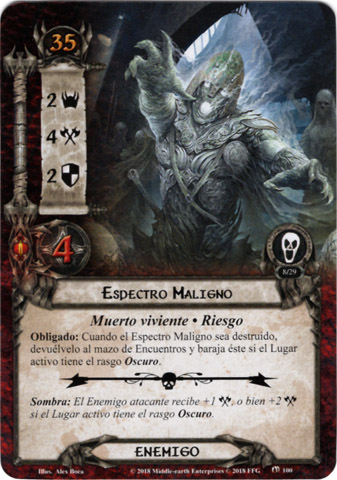 35
2
4
2
4
8/29
Espectro Maligno
Muerto viviente • Riesgo
Obligado: Cuando el Espectro Maligno sea destruido,
devuélvelo al mazo de Encuentros y baraja éste si el Lugar
activo tiene el rasgo Oscuro.
Sombra: El Enemigo atacante recibe +1 , o bien +2
si el Lugar activo tiene el rasgo Oscuro.
ENEMIGO
Illus. Alex Boca © 2018 Middle-earth Enterprises © 2018 FFG 100